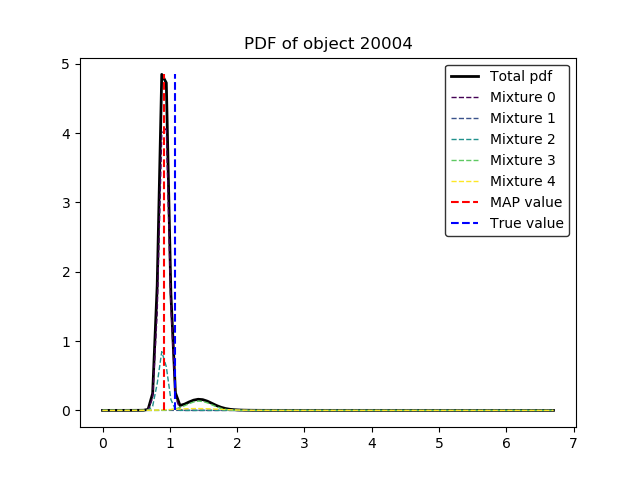 PDF of object 20004
5
4
3
2
1
0
0 1 2 3 4 5 6 7
Total pdf
Mixture 0
Mixture 1
Mixture 2
Mixture 3
Mixture 4
MAP value
True value